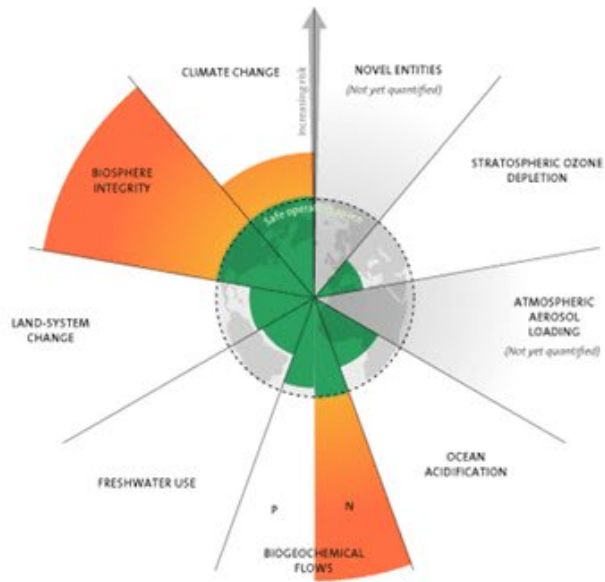 CLIMATE CHANGE
Increasing risk
NOVEL ENTITIES
(Not yet quantified)
STRATOSPHERIC OZONE
DEPLETION
BIOSPHERE
INTEGRITY
Safe operating space
LAND-SYSTEM
CHANGE
ATMOSPHERIC
AEROSOL
LOADING
(Not yet quantified)
OCEAN
ACIDIFICATION
FRESHWATER USE
P
N
BIOGEOCHEMICAL
FLOWS